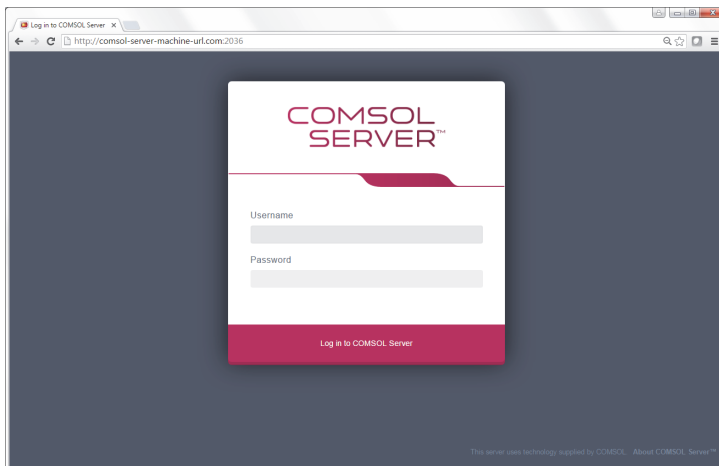 Log in to COMSOL Server
http://comsol-server-machine-url.com:2036
COMSOL
SERVER™
Username
Password
Log in to COMSOL Server
This server uses technology supplied by COMSOL. About COMSOL Server™